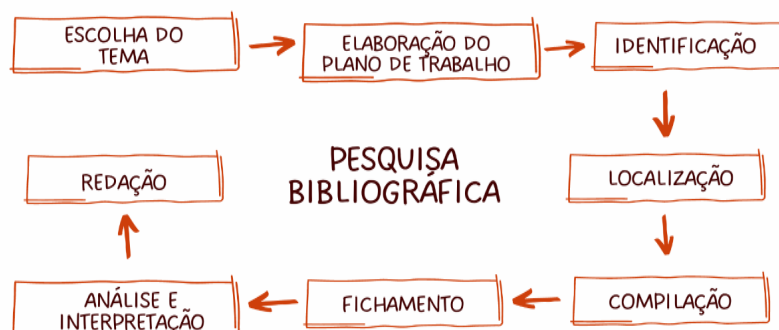 ESCOLHA DO
TEMA
ELABORAÇÃO DO
PLANO DE TRABALHO
IDENTIFICAÇÃO
PESQUISA
BIBLIOGRÁFICA
REDAÇÃO
LOCALIZAÇÃO
ANÁLISE E
INTERPRETAÇÃO
FICHAMENTO
COMPILAÇÃO